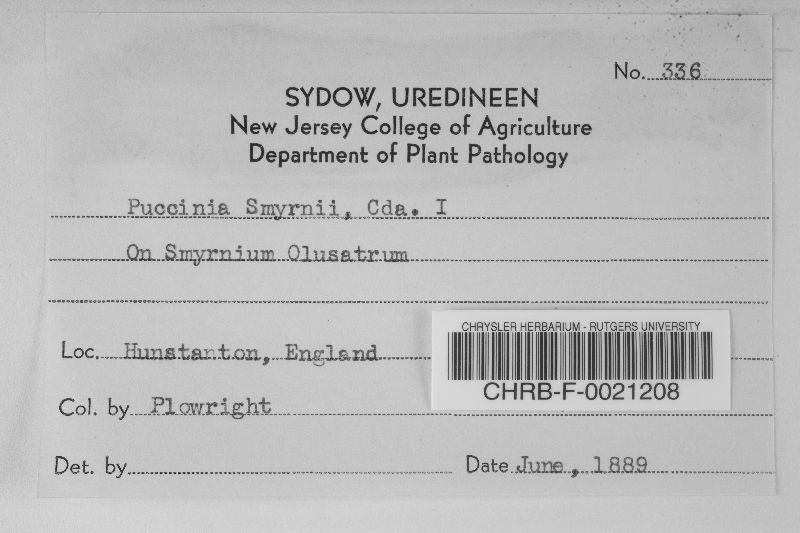 No. 336
SYDOW, UREDINEEN
New Jersey College of Agriculture
Department of Plant Pathology
Puccinia Smyrnii, Cda. I
On Smyrnium Olusatrum
Loc. Hunstanton, England
CHRYSLER HERBARIUM - RUTGERS UNIVERSITY
CHRB-F-0021208
Col. by Plowright
Det. by
Date June, 1889